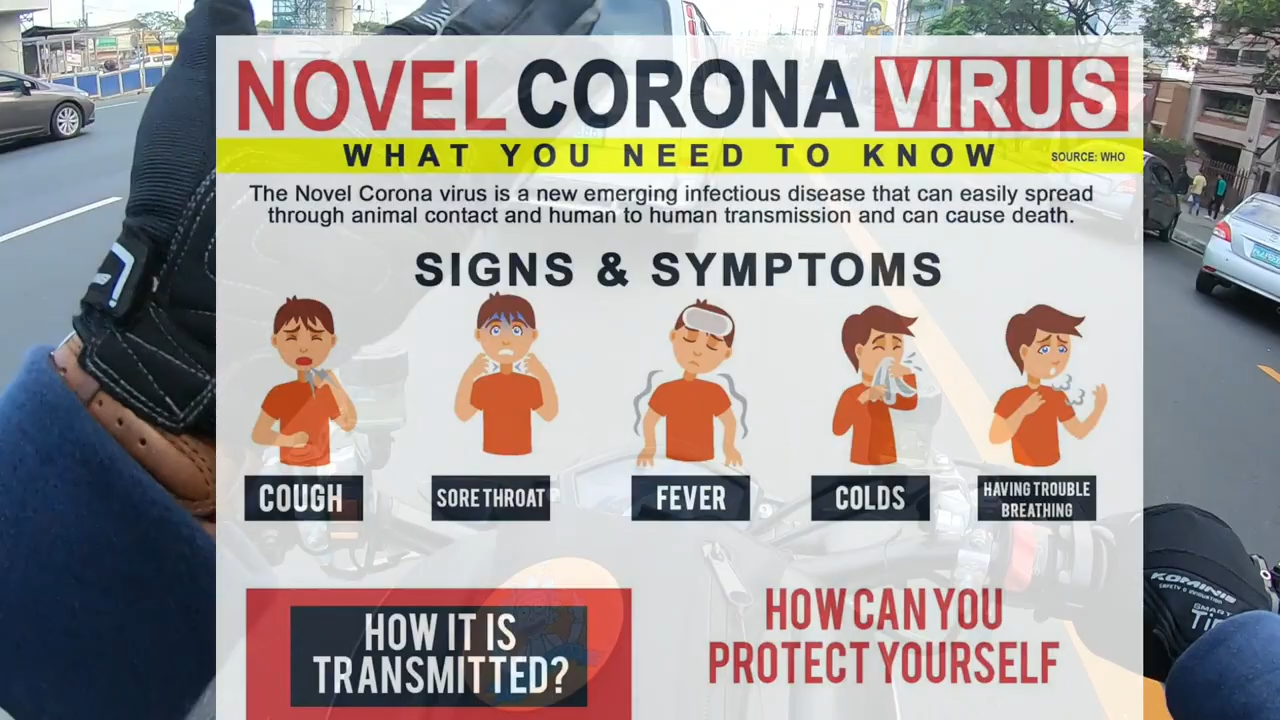 NOVEL CORONA VIRUS
WHAT YOU NEED TO KNOW
SOURCE: WHO
The Novel Corona virus is a new emerging infectious disease that can easily spread
through animal contact and human to human transmission and can cause death.
SIGNS & SYMPTOMS
COUGH
SORE THROAT
FEVER
COLDS
HAVING TROUBLE
BREATHING
HOW IT IS
TRANSMITTED?
HOW CAN YOU
PROTECT YOURSELF
KOMINE
SMART